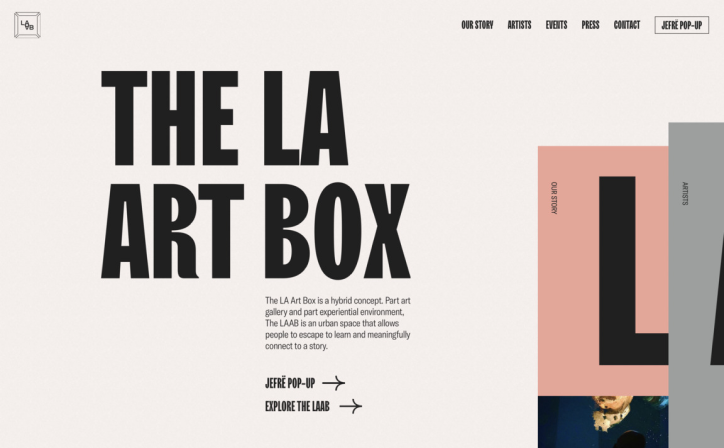 LAAB
OUR STORY ARTISTS EVENTS PRESS CONTACT JEFRË POP-UP
THE LA
ART BOX
The LA Art Box is a hybrid concept. Part art
gallery and part experiential environment,
The LAAB is an urban space that allows
people to escape to learn and meaningfully
connect to a story.
JEFRË POP-UP
EXPLORE THE LAAB
OUR STORY
L
ARTISTS